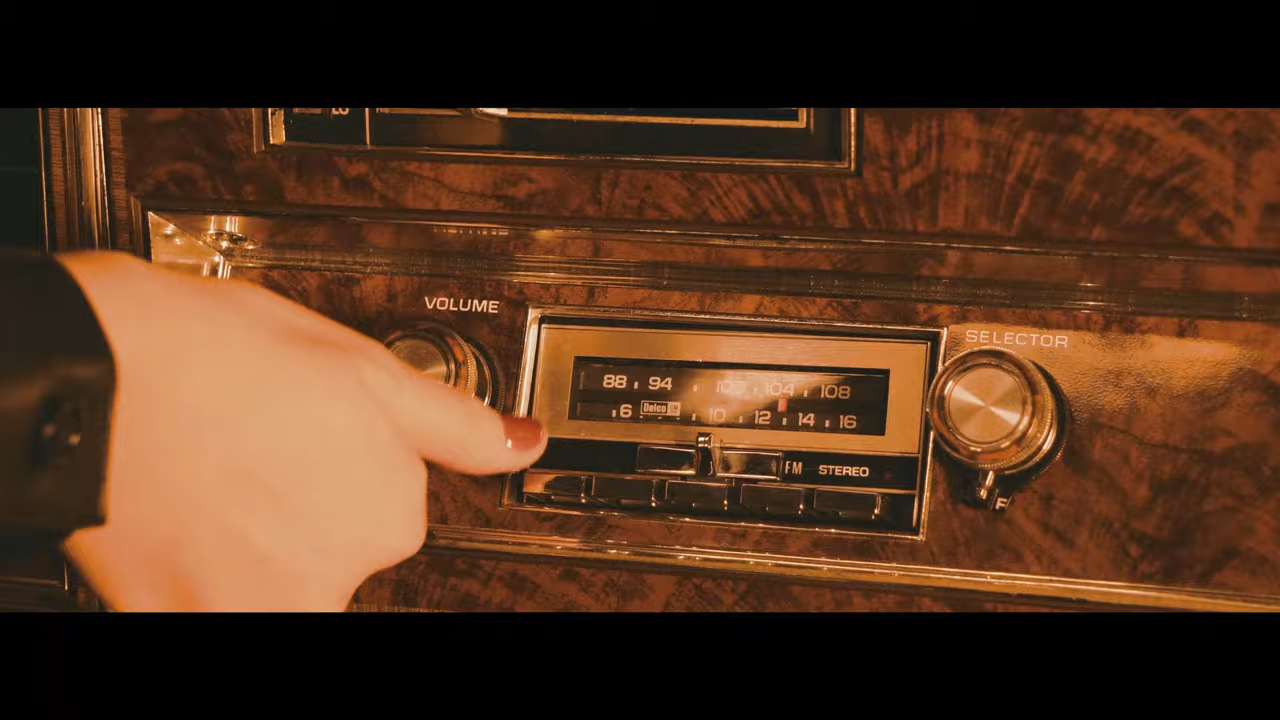 VOLUME
SELECTOR
88 94 100 104 108
Delco
6 10 12 14 16
FM STEREO